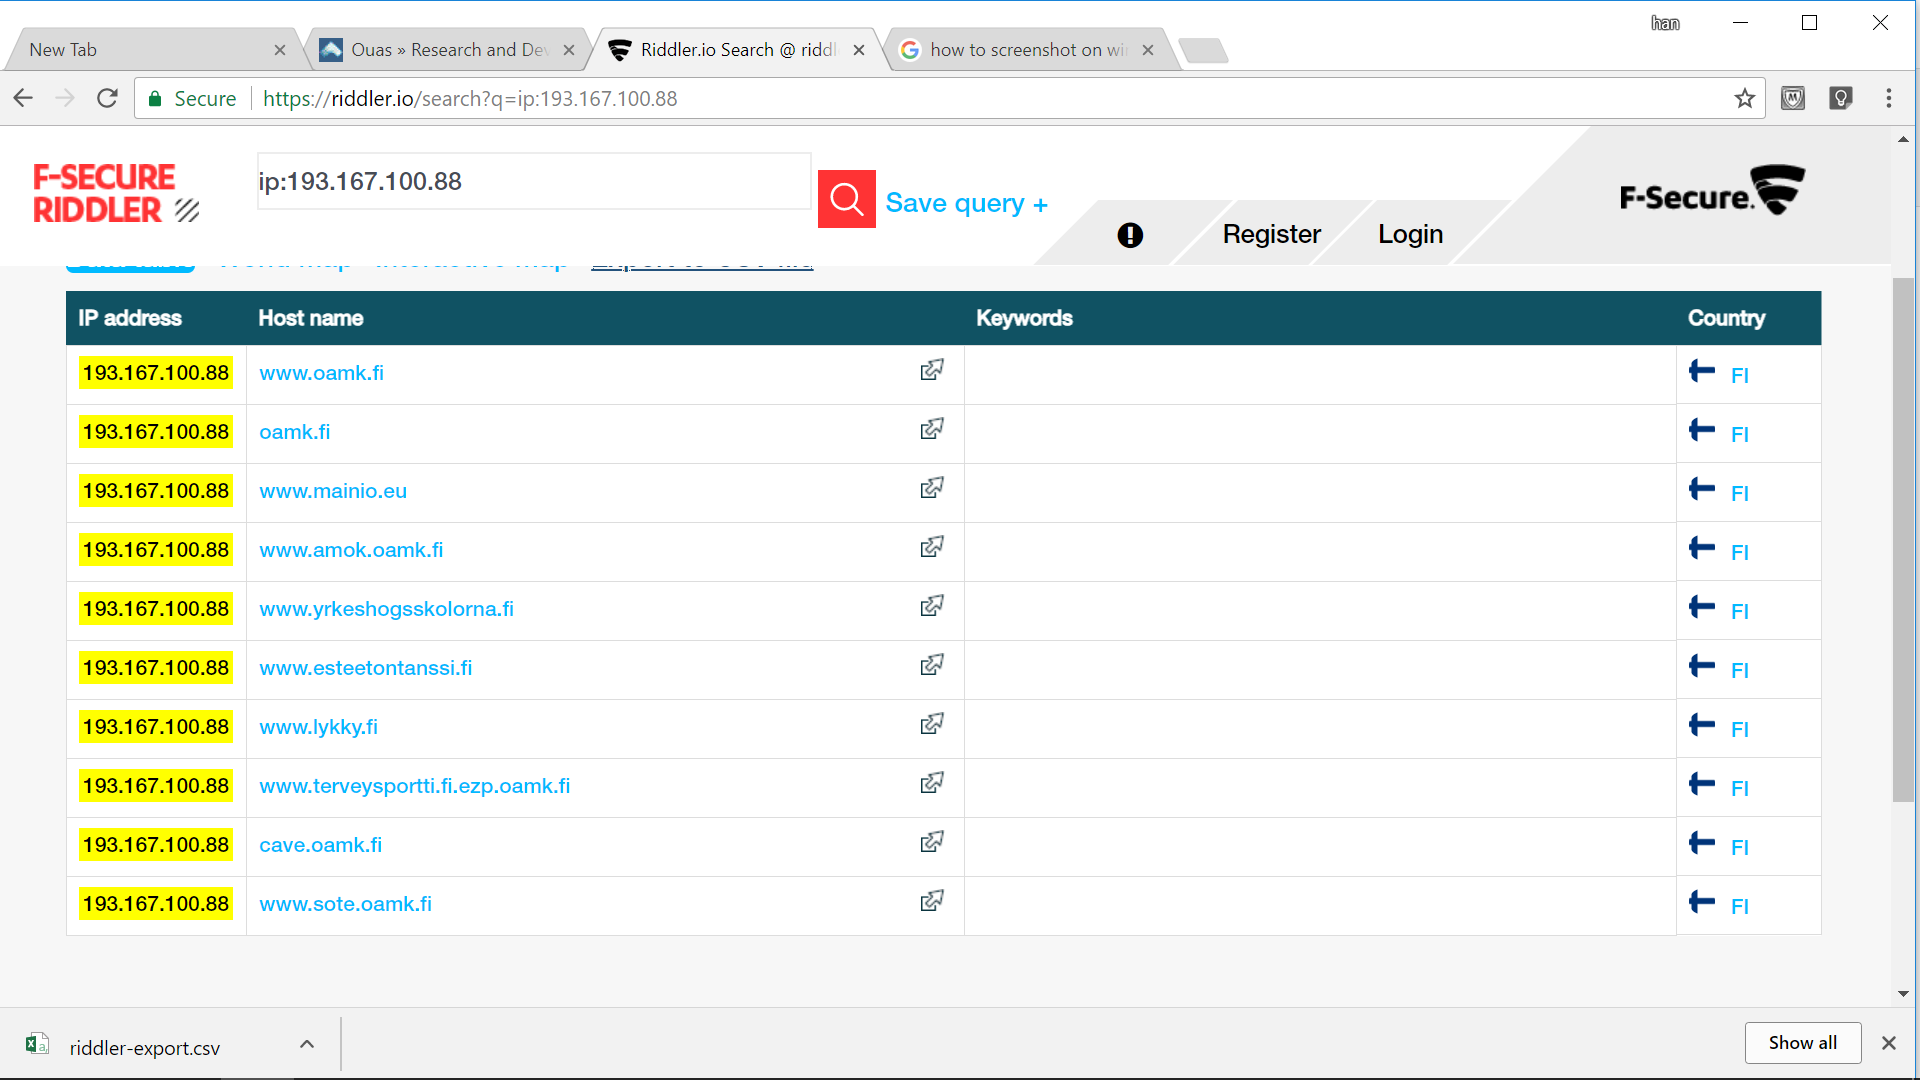 han
New Tab
Ouas » Research and Dev
Riddler.io Search @ riddl
how to screenshot on wi
Secure
https://riddler.io/search?q=ip:193.167.100.88
F-SECURE
RIDDLER
ip:193.167.100.88
Save query +
Register
Login
F-Secure.
IP address Host name Keywords Country
193.167.100.88 www.oamk.fi FI
193.167.100.88 oamk.fi FI
193.167.100.88 www.mainio.eu FI
193.167.100.88 www.amok.oamk.fi FI
193.167.100.88 www.yrkeshogsskolorna.fi FI
193.167.100.88 www.esteetontanssi.fi FI
193.167.100.88 www.lykky.fi FI
193.167.100.88 www.terveysportti.fi.ezp.oamk.fi FI
193.167.100.88 cave.oamk.fi FI
193.167.100.88 www.sote.oamk.fi FI
riddler-export.csv
Show all